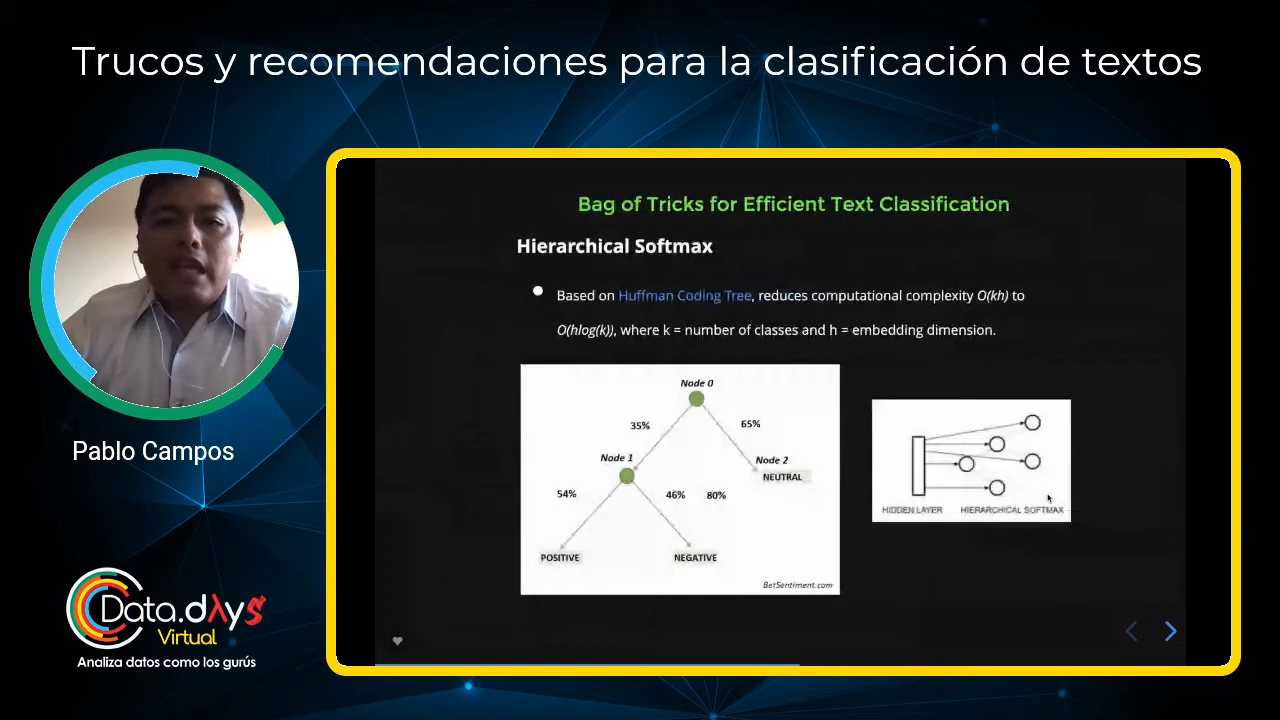 Trucos y recomendaciones para la clasificación de textos
Bag of Tricks for Efficient Text Classification
Hierarchical Softmax
Based on Huffman Coding Tree, reduces computational complexity O(kh) to
O(hlog(k)), where k = number of classes and h = embedding dimension.
Node 0
35%
65%
Node 1
Node 2
NEUTRAL
54%
46%
80%
POSITIVE
NEGATIVE
BetSentiment.com
HIDDEN LAYER
HIERARCHICAL SOFTMAX
Pablo Campos
Data.dλys
Virtual
Analiza datos como los gurús